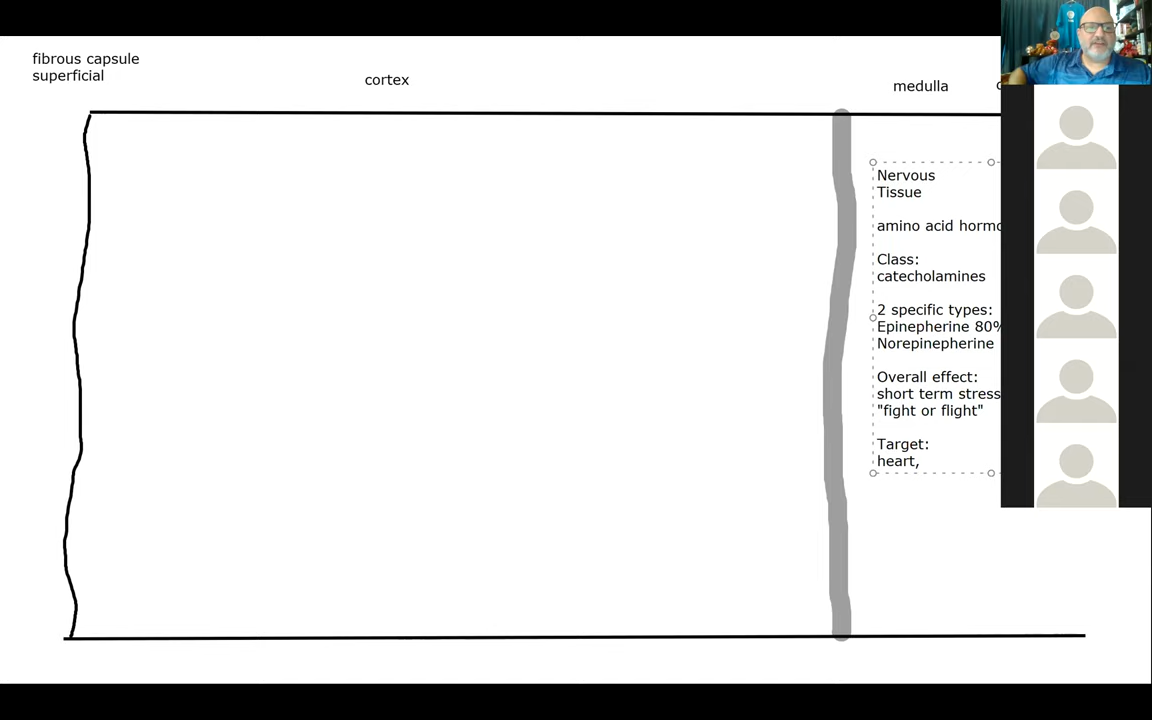 fibrous capsule
superficial
cortex
medulla
Nervous
Tissue
amino acid
Class:
catecholamines
2 specific types:
Epinepherine 80%
Norepinepherine
Overall effect:
short term stress
"fight or flight"
Target:
heart,